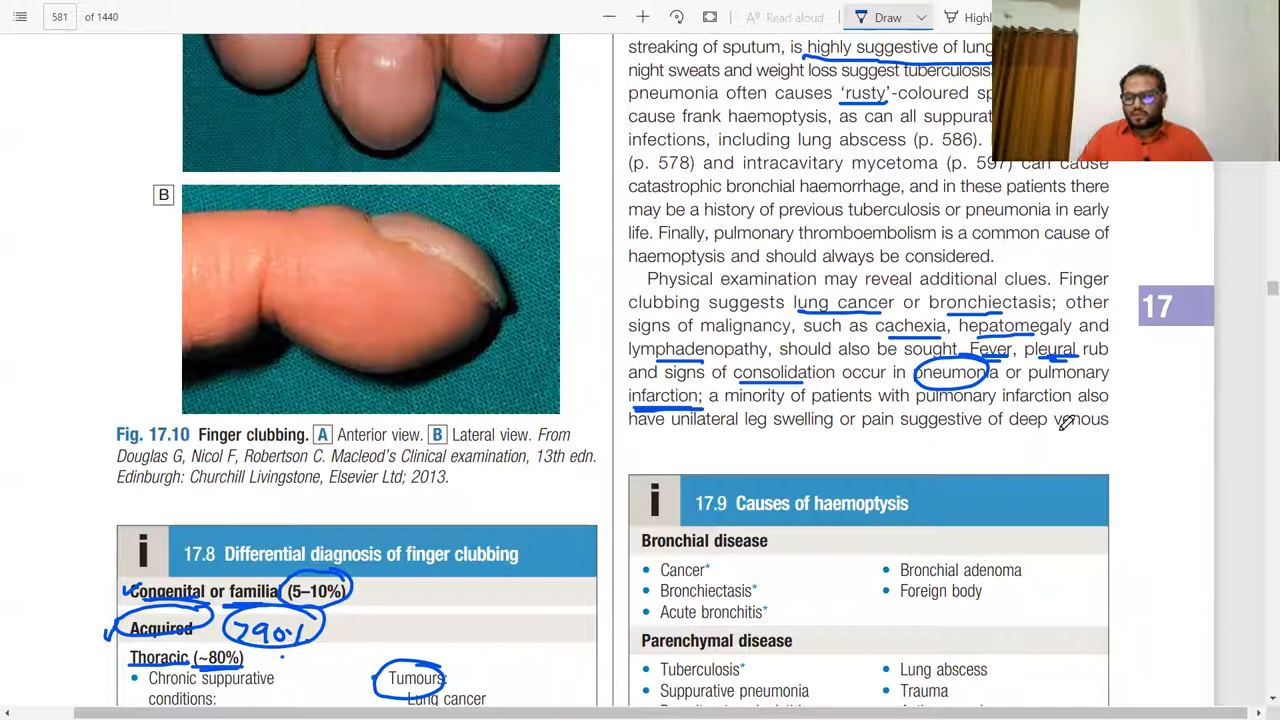 581 of 1440
Read aloud
Draw
Highl
B
Fig. 17.10 Finger clubbing. A Anterior view. B Lateral view. From
Douglas G, Nicol F, Robertson C. Macleod's Clinical examination, 13th edn.
Edinburgh: Churchill Livingstone, Elsevier Ltd; 2013.
i 17.8 Differential diagnosis of finger clubbing
Congenital or familial (5–10%)
Acquired >90%
Thoracic (~80%)
• Chronic suppurative
conditions:
• Tumours:
Lung cancer
streaking of sputum, is highly suggestive of lung
night sweats and weight loss suggest tuberculosis
pneumonia often causes 'rusty'-coloured sp
cause frank haemoptysis, as can all suppurat
infections, including lung abscess (p. 586).
(p. 578) and intracavitary mycetoma (p. 597) can cause
catastrophic bronchial haemorrhage, and in these patients there
may be a history of previous tuberculosis or pneumonia in early
life. Finally, pulmonary thromboembolism is a common cause of
haemoptysis and should always be considered.
Physical examination may reveal additional clues. Finger
clubbing suggests lung cancer or bronchiectasis; other
signs of malignancy, such as cachexia, hepatomegaly and
lymphadenopathy, should also be sought. Fever, pleural rub
and signs of consolidation occur in pneumonia or pulmonary
infarction; a minority of patients with pulmonary infarction also
have unilateral leg swelling or pain suggestive of deep venous
17
i 17.9 Causes of haemoptysis
Bronchial disease
• Cancer*
• Bronchiectasis*
• Acute bronchitis*
• Bronchial adenoma
• Foreign body
Parenchymal disease
• Tuberculosis*
• Suppurative pneumonia
• Lung abscess
• Trauma